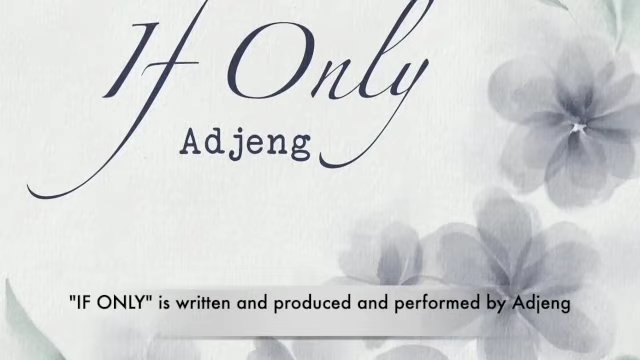 If Only
Adjeng
"IF ONLY" is written and produced and performed by Adjeng